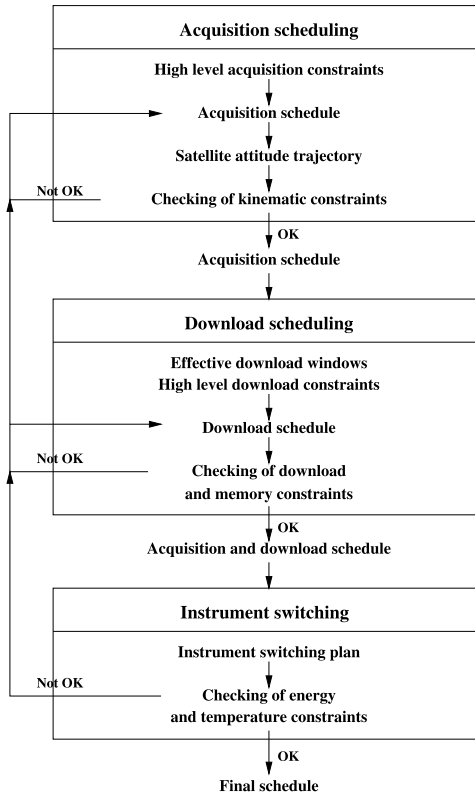 Acquisition scheduling
High level acquisition constraints
Acquisition schedule
Satellite attitude trajectory
Not OK
Checking of kinematic constraints
OK
Acquisition schedule
Download scheduling
Effective download windows
High level download constraints
Download schedule
Not OK
Checking of download
and memory constraints
OK
Acquisition and download schedule
Instrument switching
Instrument switching plan
Not OK
Checking of energy
and temperature constraints
OK
Final schedule